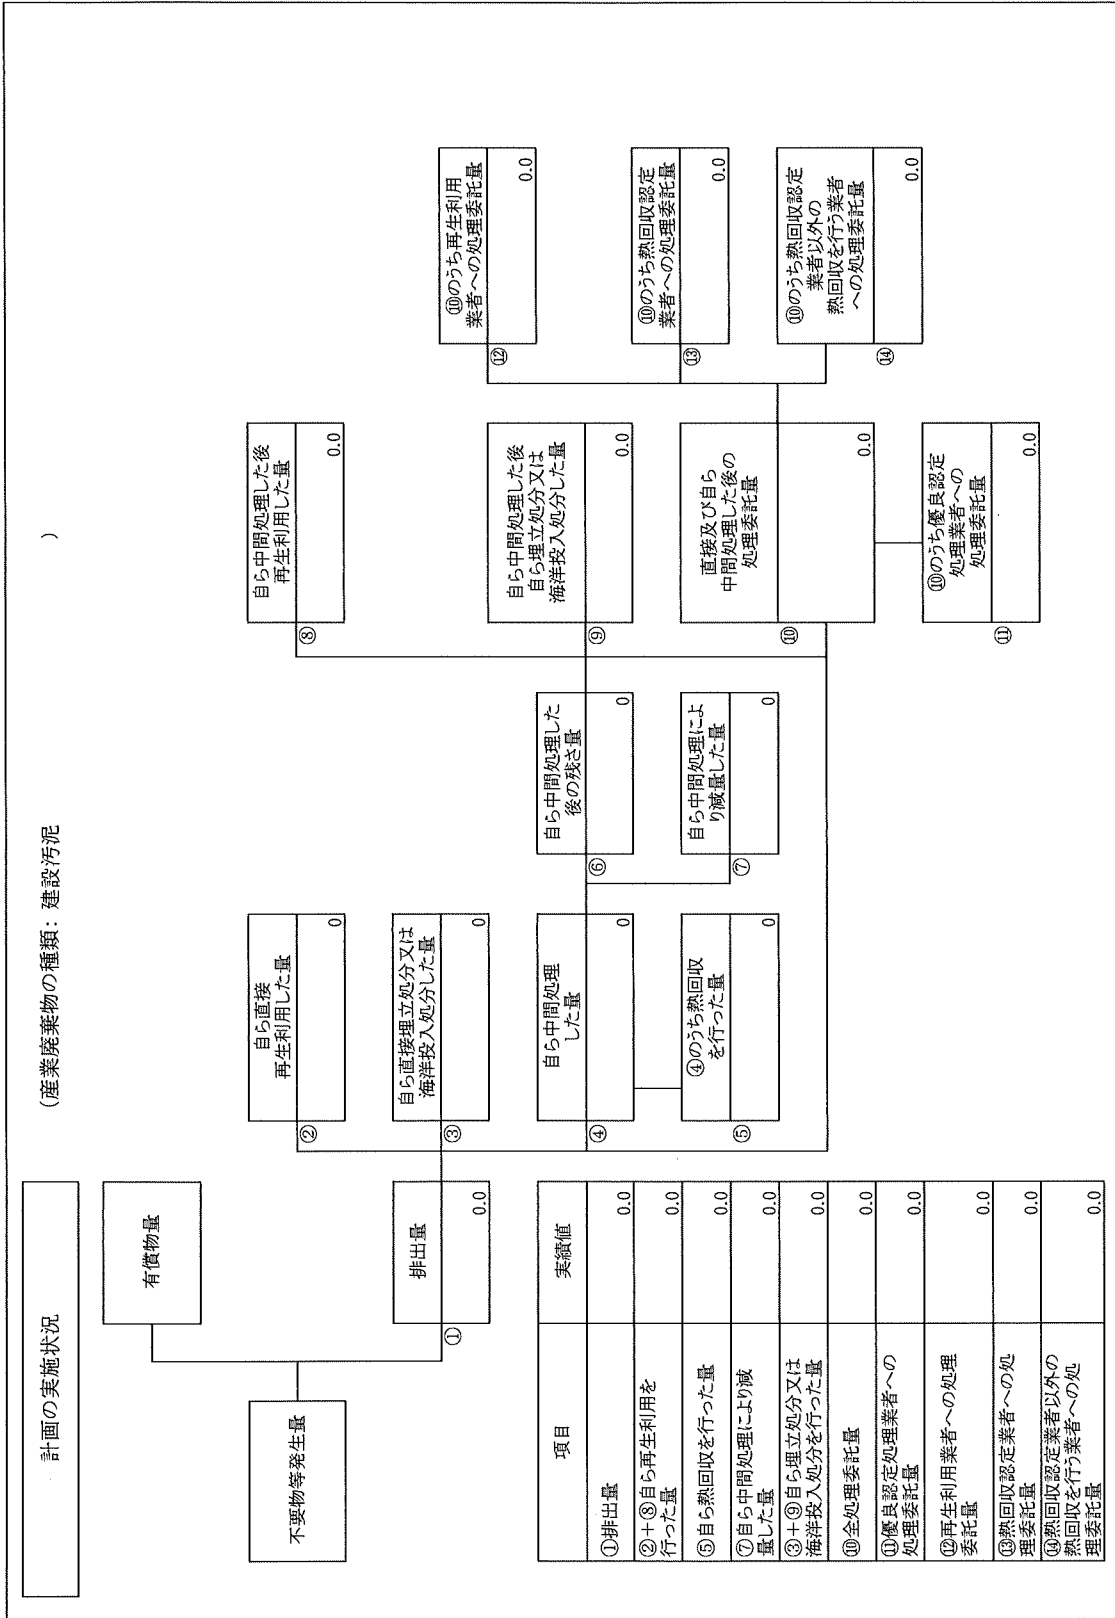 計画の実施状況
(産業廃棄物の種類: 建設汚泥
)
不要物等発生量
有償物量
①
排出量
0.0
②
自ら直接
再生利用した量
0
③
自ら直接埋立処分又は
海洋投入処分した量
0
④
自ら中間処理
した量
0
⑤
④のうち熱回収
を行った量
0
⑥
自ら中間処理した
後の残さ量
0
⑦
自ら中間処理によ
り減量した量
0
⑧
自ら中間処理した後
再生利用した量
0.0
⑨
自ら中間処理した後
自ら埋立処分又は
海洋投入処分した量
0.0
⑩
直接及び自ら
中間処理した後の
処理委託量
0.0
⑪
⑩のうち優良認定
処理業者への
処理委託量
0.0
⑫
⑩のうち再生利用
業者への処理委託量
0.0
⑬
⑩のうち熱回収認定
業者への処理委託量
0.0
⑭
⑩のうち熱回収認定
業者以外の
熱回収を行う業者
への処理委託量
0.0
項目 実績値
①排出量 0.0
②+⑧自ら再生利用を
行った量 0.0
⑤自ら熱回収を行った量 0.0
⑦自ら中間処理により減
量した量 0.0
③+⑨自ら埋立処分又は
海洋投入処分を行った量 0.0
⑩全処理委託量 0.0
⑪優良認定処理業者への
処理委託量 0.0
⑫再生利用業者への処理
委託量 0.0
⑬熱回収認定業者への処
理委託量 0.0
⑭熱回収認定業者以外の
熱回収を行う業者への処
理委託量 0.0